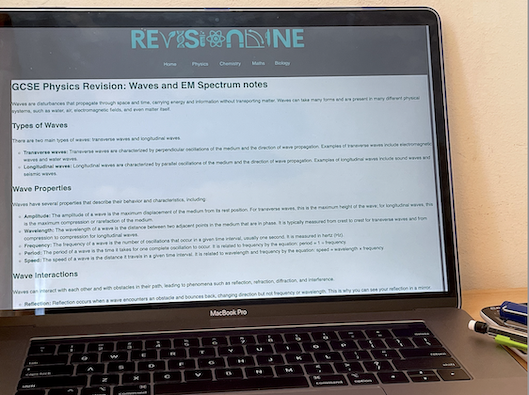 REVISIONNINE
Home Physics Chemistry Maths Biology
GCSE Physics Revision: Waves and EM Spectrum notes
Waves are disturbances that propagate through space and time, carrying energy and information without transporting matter. Waves can take many forms and are present in many different physical
systems, such as water, air, electromagnetic fields, and even matter itself.
Types of Waves
There are two main types of waves: transverse waves and longitudinal waves.
Transverse waves: Transverse waves are characterized by perpendicular oscillations of the medium and the direction of wave propagation. Examples of transverse waves include electromagnetic
waves and water waves.
Longitudinal waves: Longitudinal waves are characterized by parallel oscillations of the medium and the direction of wave propagation. Examples of longitudinal waves include sound waves and
seismic waves.
Wave Properties
Waves have several properties that describe their behavior and characteristics, including:
Amplitude: The amplitude of a wave is the maximum displacement of the medium from its rest position. For transverse waves, this is the maximum height of the wave; for longitudinal waves, this
is the maximum compression or rarefaction of the medium.
Wavelength: The wavelength of a wave is the distance between two adjacent points in the medium that are in phase. It is typically measured from crest to crest for transverse waves and from
compression to compression for longitudinal waves.
Frequency: The frequency of a wave is the number of oscillations that occur in a given time interval, usually one second. It is measured in hertz (Hz).
Period: The period of a wave is the time it takes for one complete oscillation to occur. It is related to frequency by the equation: period = 1 ÷ frequency.
Speed: The speed of a wave is the distance it travels in a given time interval. It is related to wavelength and frequency by the equation: speed = wavelength × frequency.
Wave Interactions
Waves can interact with each other and with obstacles in their path, leading to phenomena such as reflection, refraction, diffraction, and interference.
Reflection: Reflection occurs when a wave encounters an obstacle and bounces back, changing direction but not frequency or wavelength. This is why you can see your reflection in a mirror.
MacBook Pro